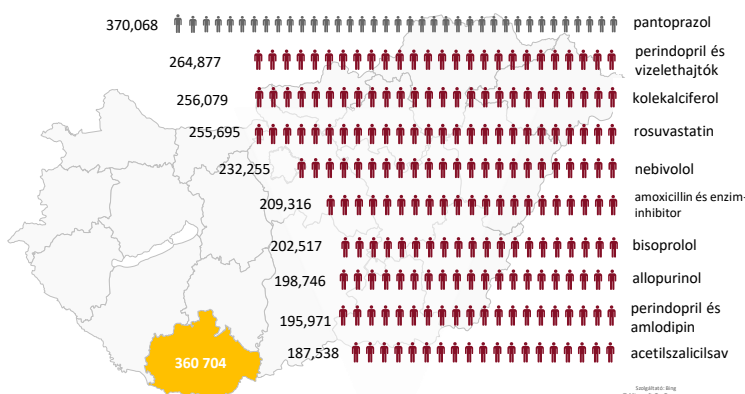 370,068 pantoprazol
264,877 perindopril és
vizelethajtók
256,079 kolekalciferol
255,695 rosuvastatin
232,255 nebivolol
209,316 amoxicillin és enzim-
inhibitor
202,517 bisoprolol
198,746 allopurinol
195,971 perindopril és
amlodipin
187,538 acetilszalicilsav
360 704
Szolgáltató: Bing